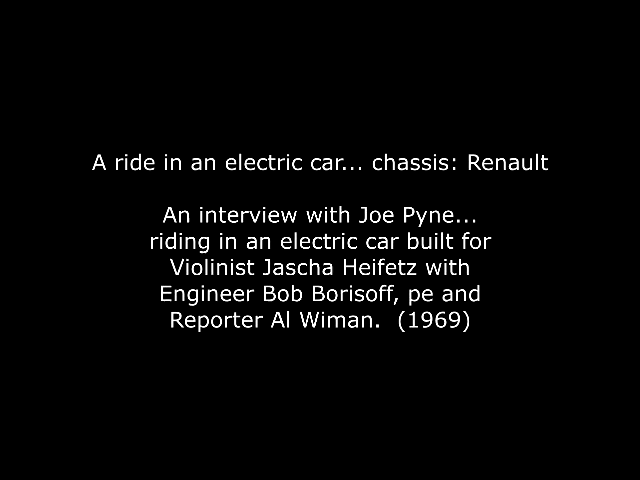 A ride in an electric car... chassis: Renault
An interview with Joe Pyne...
riding in an electric car built for
Violinist Jascha Heifetz with
Engineer Bob Borisoff, pe and
Reporter Al Wiman.  (1969)